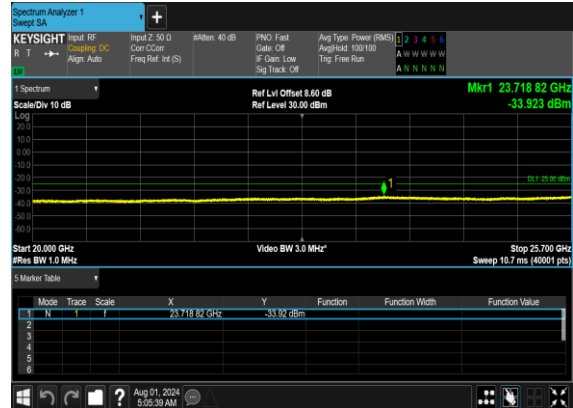 Spectrum Analyzer 1
Swept SA
+
KEYSIGHT Input: RF Input Z: 50 Ω #Atten: 40 dB PNO: Fast Avg Type: Power (RMS) 1 2 3 4 5 6
R T Coupling: DC Corr CCorr Gate: Off Avg|Hold: 100/100 A W W W W W
Align: Auto Freq Ref: Int (S) IF Gain: Low Trig: Free Run
LNI Sig Track: Off A N N N N N
1 Spectrum Ref Lvl Offset 8.60 dB Mkr1 23.718 82 GHz
Scale/Div 10 dB Ref Level 30.00 dBm -33.923 dBm
Log
20.0
10.0
0.00
-10.0
-20.0 DL1 -25.00 dBm
-30.0 1
-40.0
-50.0
-60.0
Start 20.000 GHz Video BW 3.0 MHz* Stop 25.700 GHz
#Res BW 1.0 MHz Sweep 10.7 ms (40001 pts)
5 Marker Table
Mode Trace Scale X Y Function Function Width Function Value
1 N 1 f 23.718 82 GHz -33.92 dBm
2
3
4
5
6
? Aug 01, 2024
5:05:39 AM